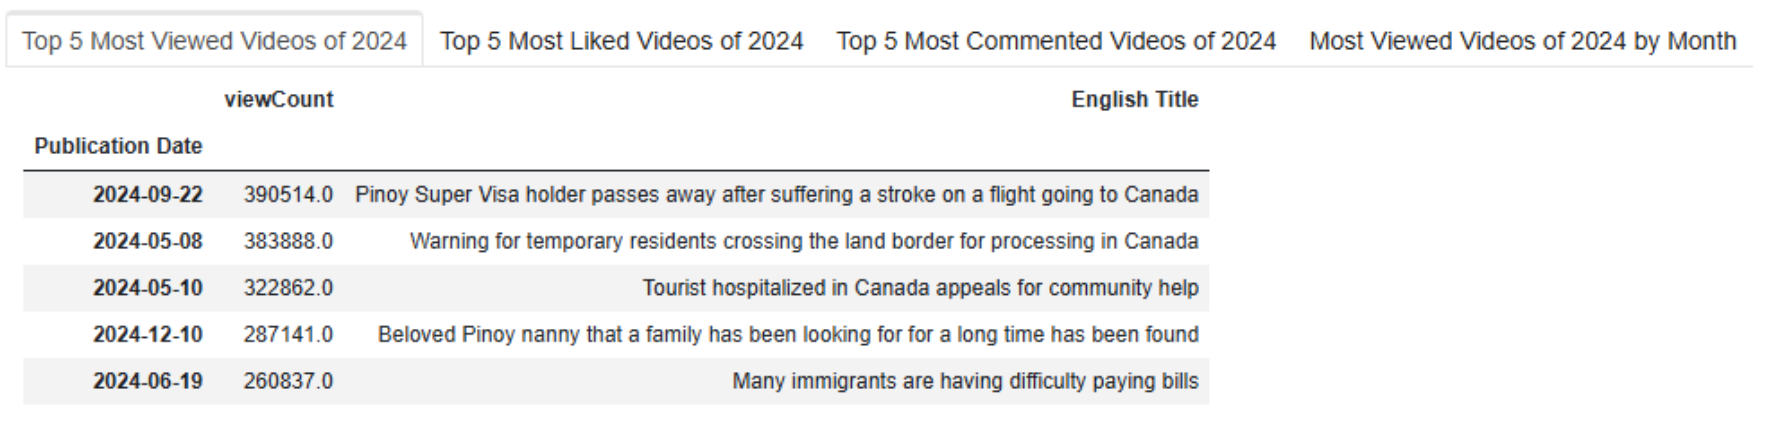 Top 5 Most Viewed Videos of 2024 Top 5 Most Liked Videos of 2024 Top 5 Most Commented Videos of 2024 Most Viewed Videos of 2024 by Month
viewCount English Title
Publication Date
2024-09-22 390514.0 Pinoy Super Visa holder passes away after suffering a stroke on a flight going to Canada
2024-05-08 383888.0 Warning for temporary residents crossing the land border for processing in Canada
2024-05-10 322862.0 Tourist hospitalized in Canada appeals for community help
2024-12-10 287141.0 Beloved Pinoy nanny that a family has been looking for for a long time has been found
2024-06-19 260837.0 Many immigrants are having difficulty paying bills